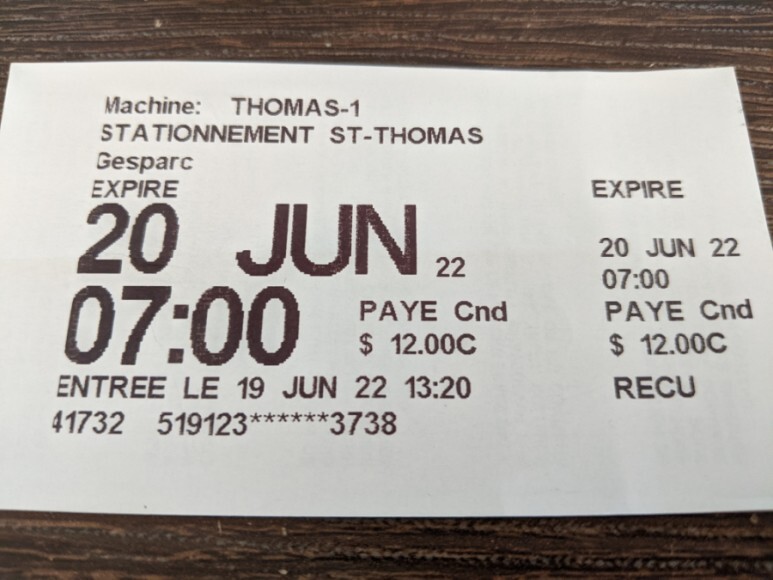 Machine: THOMAS-1
STATIONNEMENT ST-THOMAS
Gesparc
EXPIRE
20 JUN 22
07:00 PAYE Cnd
$ 12.00C
ENTREE LE 19 JUN 22 13:20
41732 519123******3738
EXPIRE
20 JUN 22
07:00
PAYE Cnd
$ 12.00C
RECU